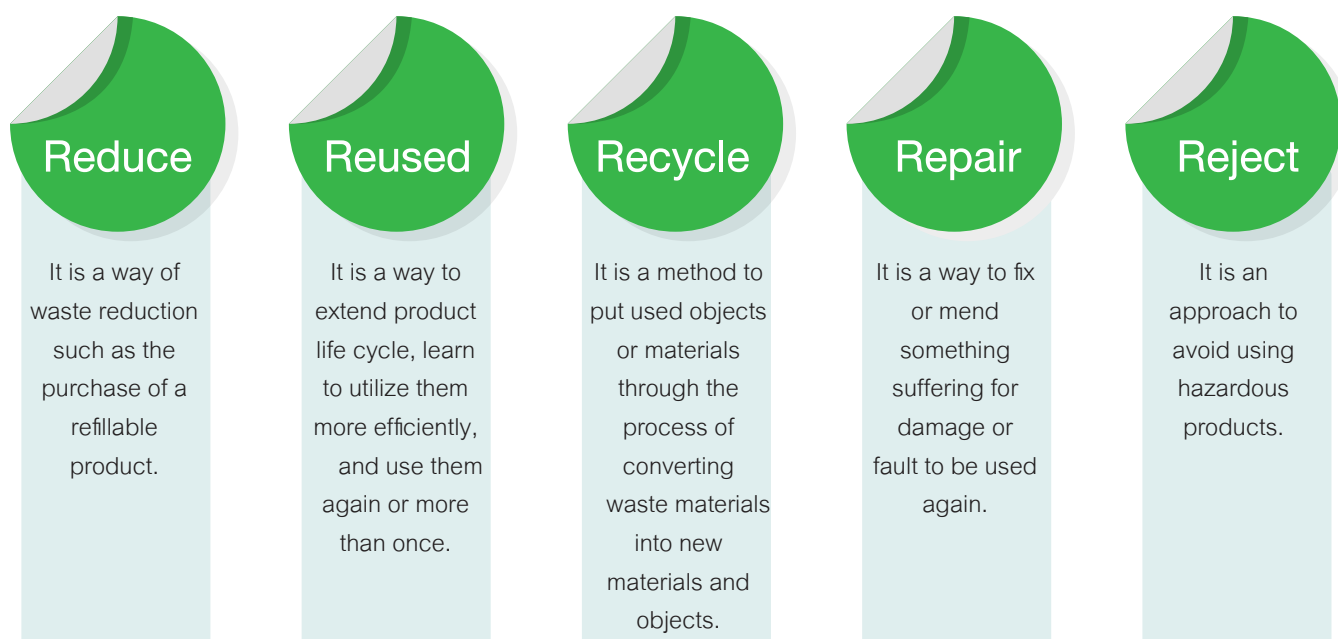 Reduce
It is a way of
waste reduction
such as the
purchase of a
refillable
product.
Reused
It is a way to
extend product
life cycle, learn
to utilize them
more efficiently,
and use them
again or more
than once.
Recycle
It is a method to
put used objects
or materials
through the
process of
converting
waste materials
into new
materials and
objects.
Repair
It is a way to fix
or mend
something
suffering for
damage or
fault to be used
again.
Reject
It is an
approach to
avoid using
hazardous
products.